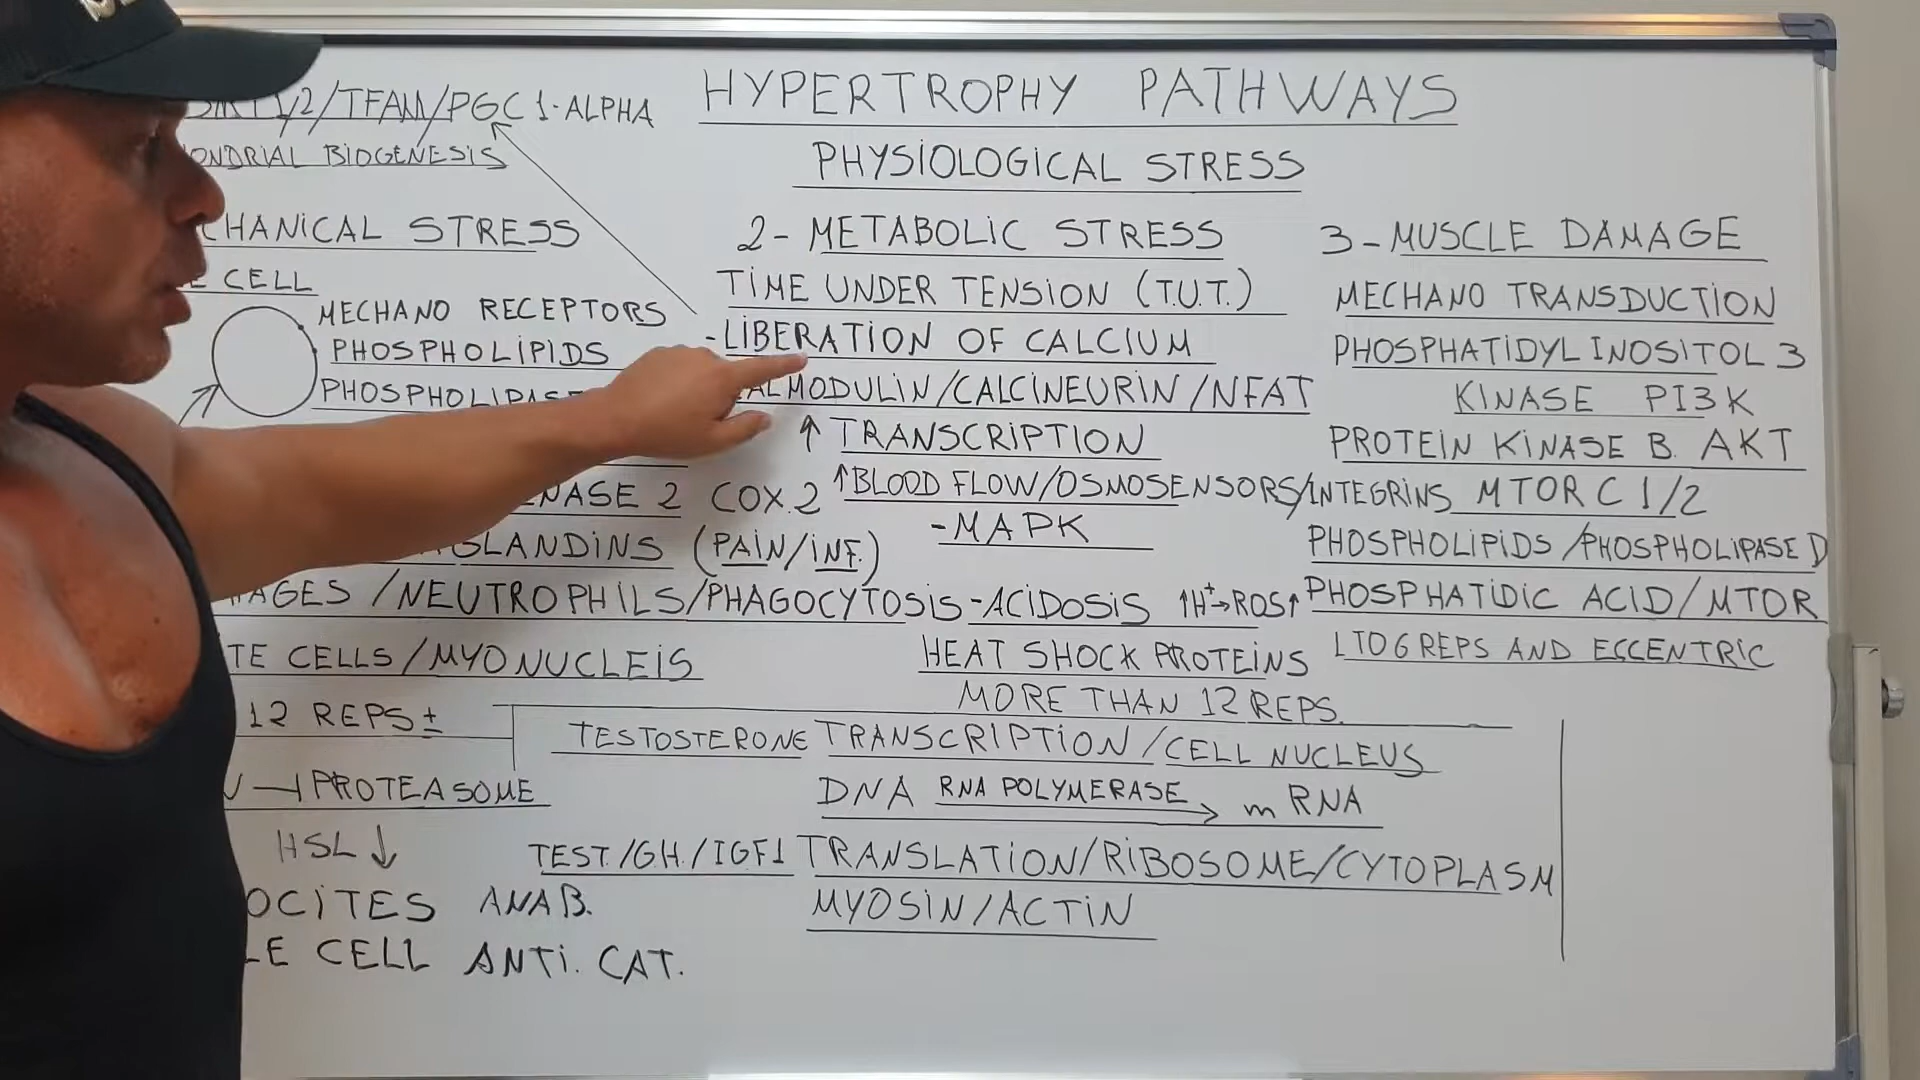 1/2/TFAM/PGC 1-ALPHA
BIOGENESIS
HYPERTROPHY PATHWAYS
PHYSIOLOGICAL STRESS
STRESS
CELL
MECHANO RECEPTORS
PHOSPHOLIPIDS
2- METABOLIC STRESS
TIME UNDER TENSION (T.U.T.)
-LIBERATION OF CALCIUM
CALMODULIN/CALCINEURIN/NFAT
↑ TRANSCRIPTION
↑BLOOD FLOW/OSMOSENSORS/INTEGRINS
-MAPK
3-MUSCLE DAMAGE
MECHANO TRANSDUCTION
PHOSPHATIDYLINOSITOL 3
KINASE PI3K
PROTEIN KINASE B. AKT
MTOR C 1/2
PHOSPHOLIPIDS/PHOSPHOLIPASE D
PHOSPHATIDIC ACID/MTOR
1 TO 6 REPS AND ECCENTRIC
2 COX.2
(PAIN/INF.)
/NEUTROPHILS/PHAGOCYTOSIS
CELLS/MYONUCLEIS
12 REPS ±
-ACIDOSIS ↑H+→ROS↑
HEAT SHOCK PROTEINS
MORE THAN 12 REPS.
TESTOSTERONE TRANSCRIPTION/CELL NUCLEUS
DNA RNA POLYMERASE → mRNA
PROTEASOME
HSL ↓
TEST./GH./IGF1 TRANSLATION/RIBOSOME/CYTOPLASM
MYOSIN/ACTIN
ANAB.
CELL ANTI. CAT.